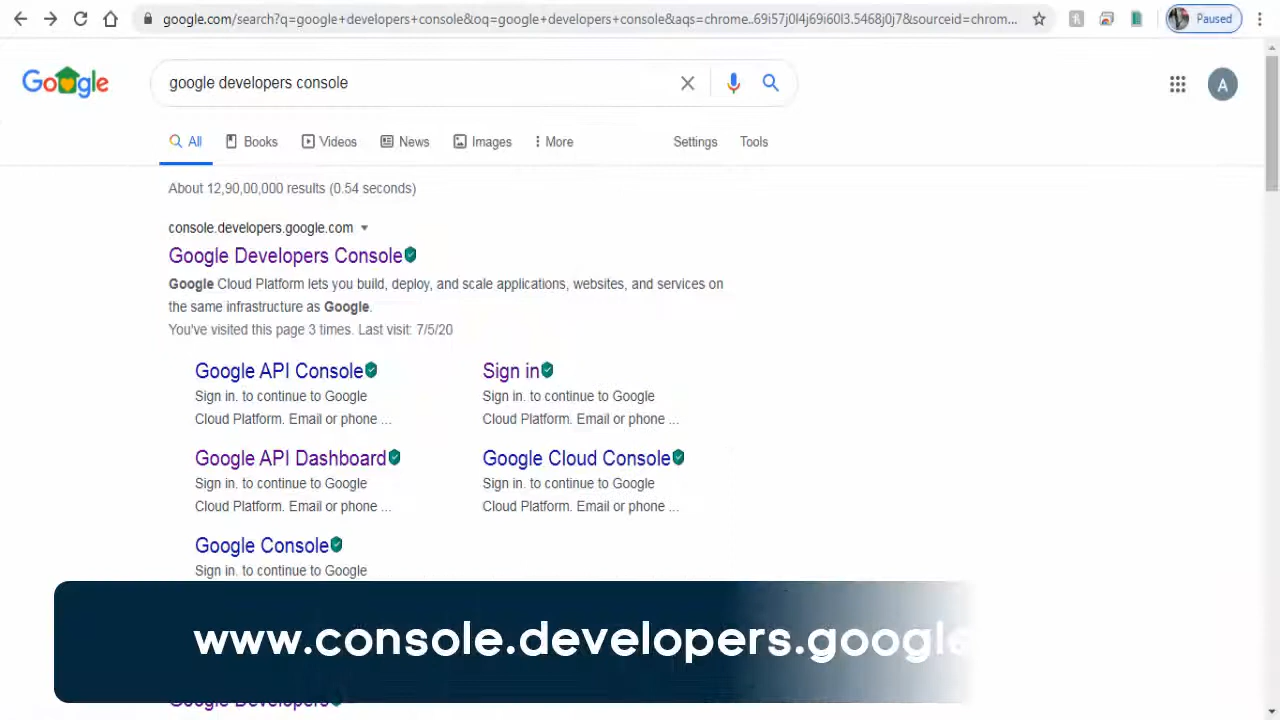 google.com/search?q=google+developers+console&oq=google+developers+console&aqs=chrome..69i57j0l4j69i60l3.5468j0j7&sourceid=chrom...
Paused
Google
google developers console
A
All
Books
Videos
News
Images
More
Settings
Tools
About 12,90,00,000 results (0.54 seconds)
console.developers.google.com
Google Developers Console
Google Cloud Platform lets you build, deploy, and scale applications, websites, and services on
the same infrastructure as Google.
You've visited this page 3 times. Last visit: 7/5/20
Google API Console
Sign in. to continue to Google
Cloud Platform. Email or phone ...
Sign in
Sign in. to continue to Google
Cloud Platform. Email or phone ...
Google API Dashboard
Sign in. to continue to Google
Cloud Platform. Email or phone ...
Google Cloud Console
Sign in. to continue to Google
Cloud Platform. Email or phone ...
Google Console
Sign in. to continue to Google
www.console.developers.google
Google Developers